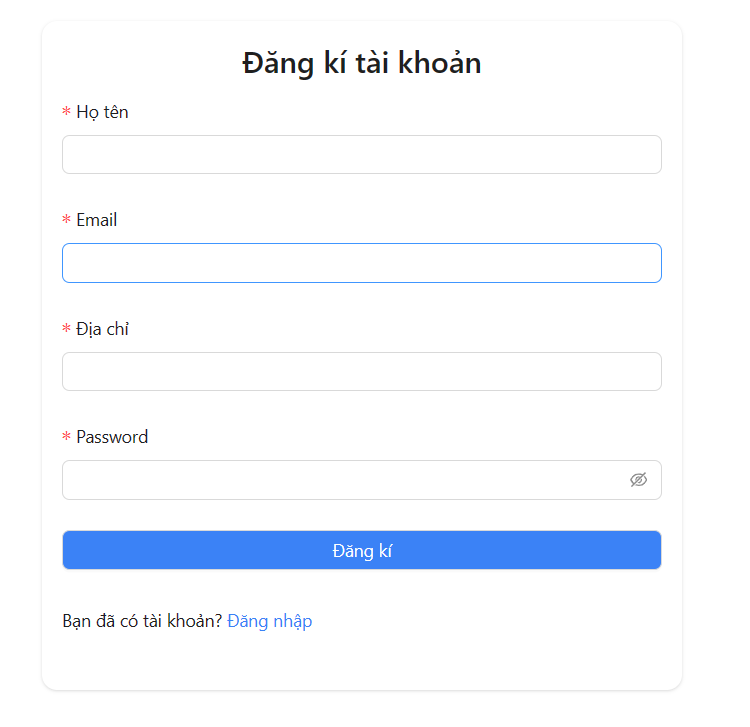 Đăng kí tài khoản
* Họ tên
* Email
* Địa chỉ
* Password
Đăng kí
Bạn đã có tài khoản? Đăng nhập